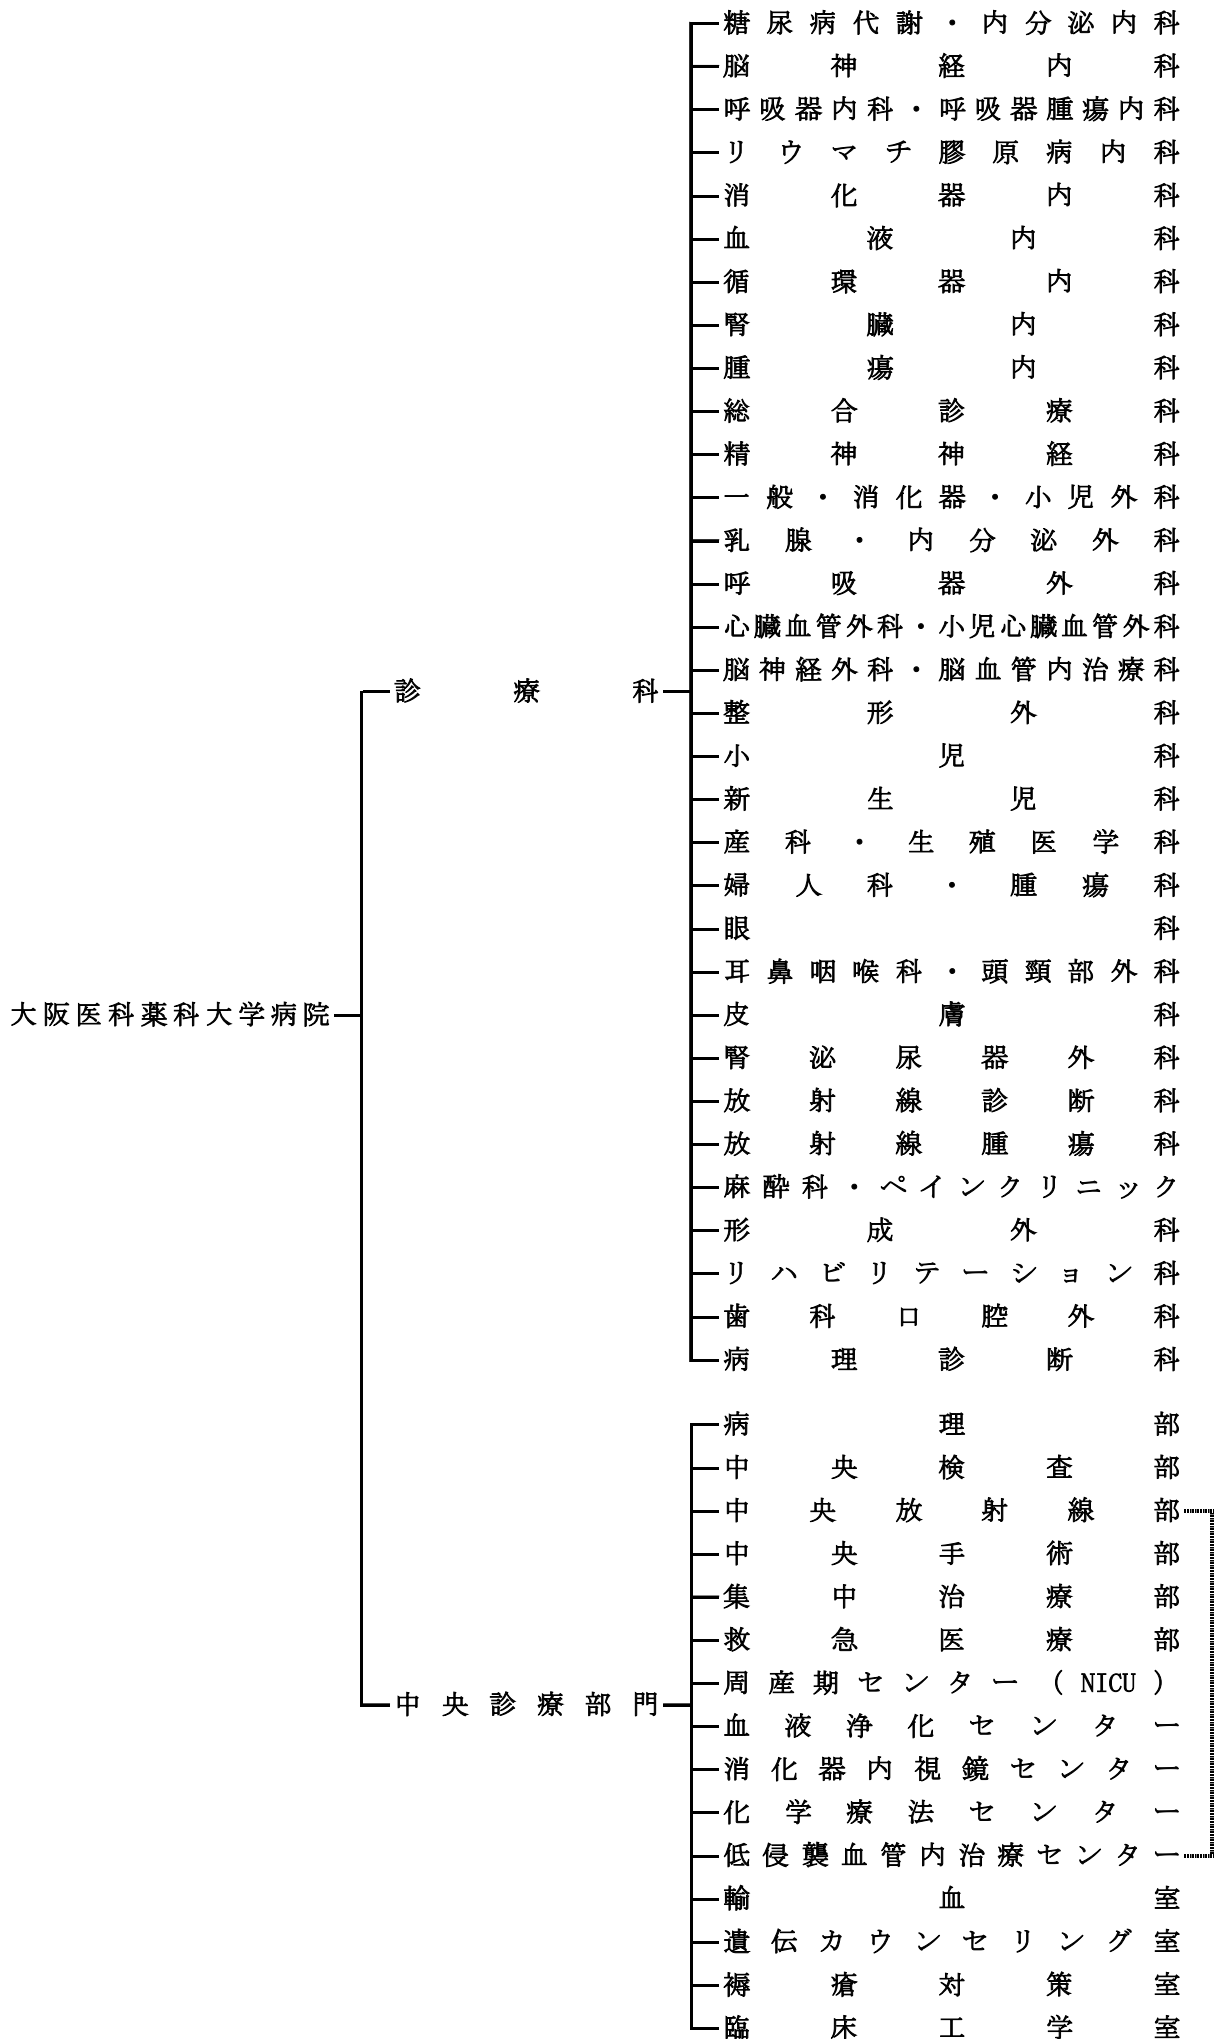 糖尿病代謝・内分泌内科
脳神経内科
呼吸器内科・呼吸器腫瘍内科
リウマチ膠原病内科
消化器内科
血液内科
循環器内科
腎臓内科
腫瘍内科
総合診療科
精神神経科
一般・消化器・小児外科
乳腺・内分泌外科
呼吸器外科
心臓血管外科・小児心臓血管外科
脳神経外科・脳血管内治療科
診療科
整形外科
小児科
新生児科
産科・生殖医学科
婦人科・腫瘍科
眼科
耳鼻咽喉科・頭頸部外科
大阪医科薬科大学病院
皮膚科
腎泌尿器外科
放射線診断科
放射線腫瘍科
麻酔科・ペインクリニック
形成外科
リハビリテーション科
歯科口腔外科
病理診断科
病理部
中央検査部
中央放射線部
中央手術部
集中治療部
救急医療部
周産期センター(NICU)
中央診療部門
血液浄化センター
消化器内視鏡センター
化学療法センター
低侵襲血管内治療センター
輸血室
遺伝カウンセリング室
褥瘡対策室
臨床工学室